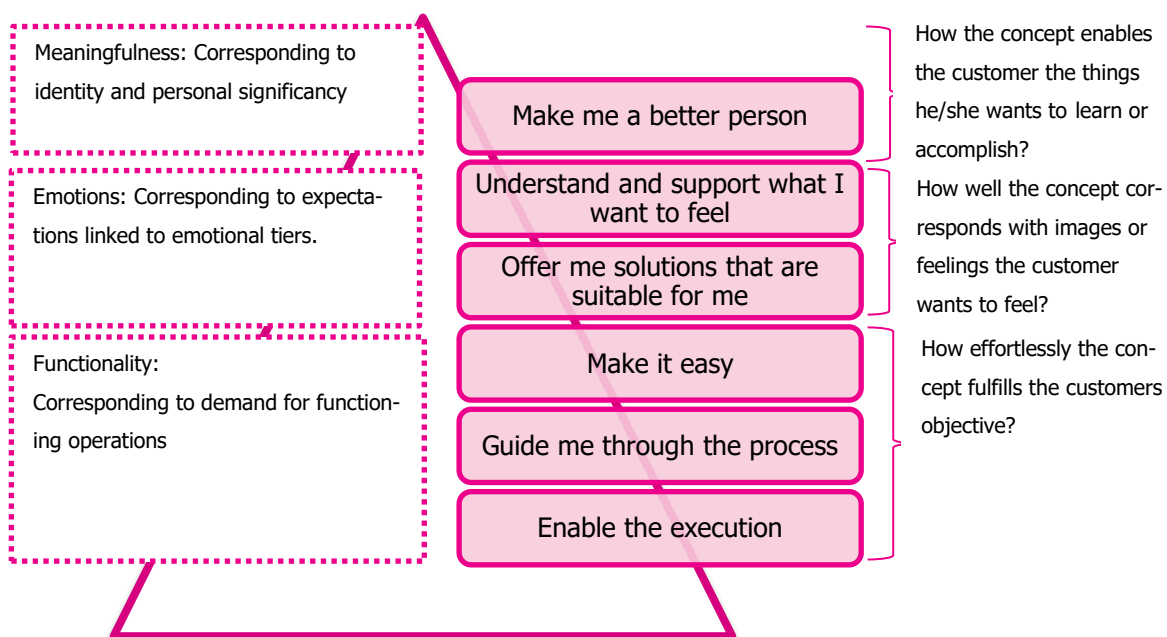 Meaningfulness: Corresponding to
identity and personal significancy
Emotions: Corresponding to expecta-
tions linked to emotional tiers.
Functionality:
Corresponding to demand for function-
ing operations
Make me a better person
Understand and support what I
want to feel
Offer me solutions that are
suitable for me
Make it easy
Guide me through the process
Enable the execution
How the concept enables
the customer the things
he/she wants to learn or
accomplish?
How well the concept cor-
responds with images or
feelings the customer
wants to feel?
How effortlessly the con-
cept fulfills the customers
objective?